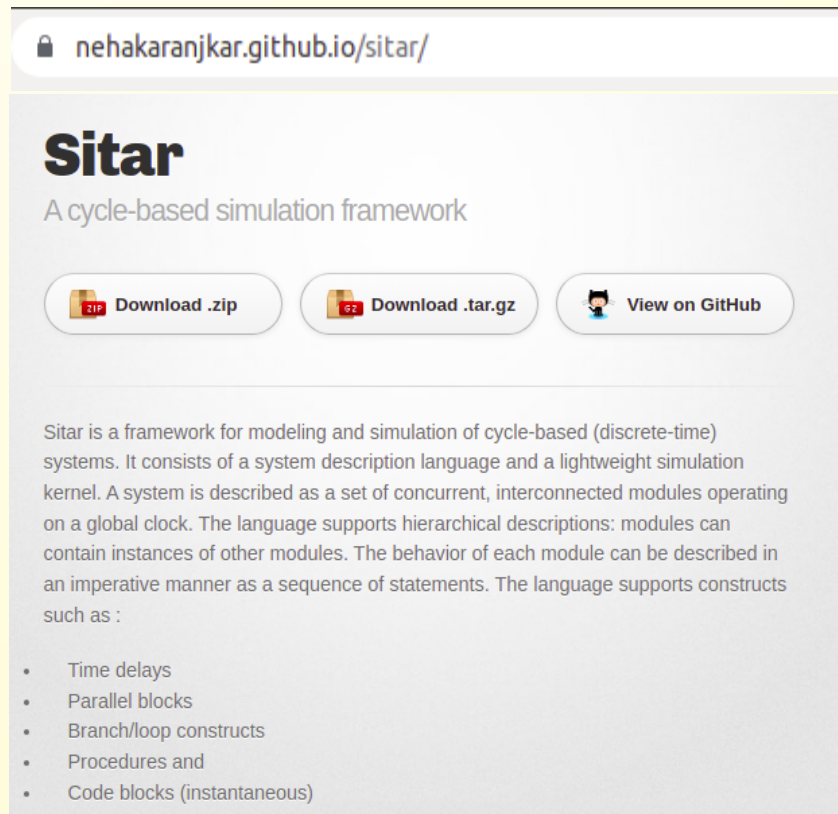 nehakaranjkar.github.io/sitar/
Sitar
A cycle-based simulation framework
ZIP Download .zip
GZ Download .tar.gz
View on GitHub
Sitar is a framework for modeling and simulation of cycle-based (discrete-time)
systems. It consists of a system description language and a lightweight simulation
kernel. A system is described as a set of concurrent, interconnected modules operating
on a global clock. The language supports hierarchical descriptions: modules can
contain instances of other modules. The behavior of each module can be described in
an imperative manner as a sequence of statements. The language supports constructs
such as :
• Time delays
• Parallel blocks
• Branch/loop constructs
• Procedures and
• Code blocks (instantaneous)